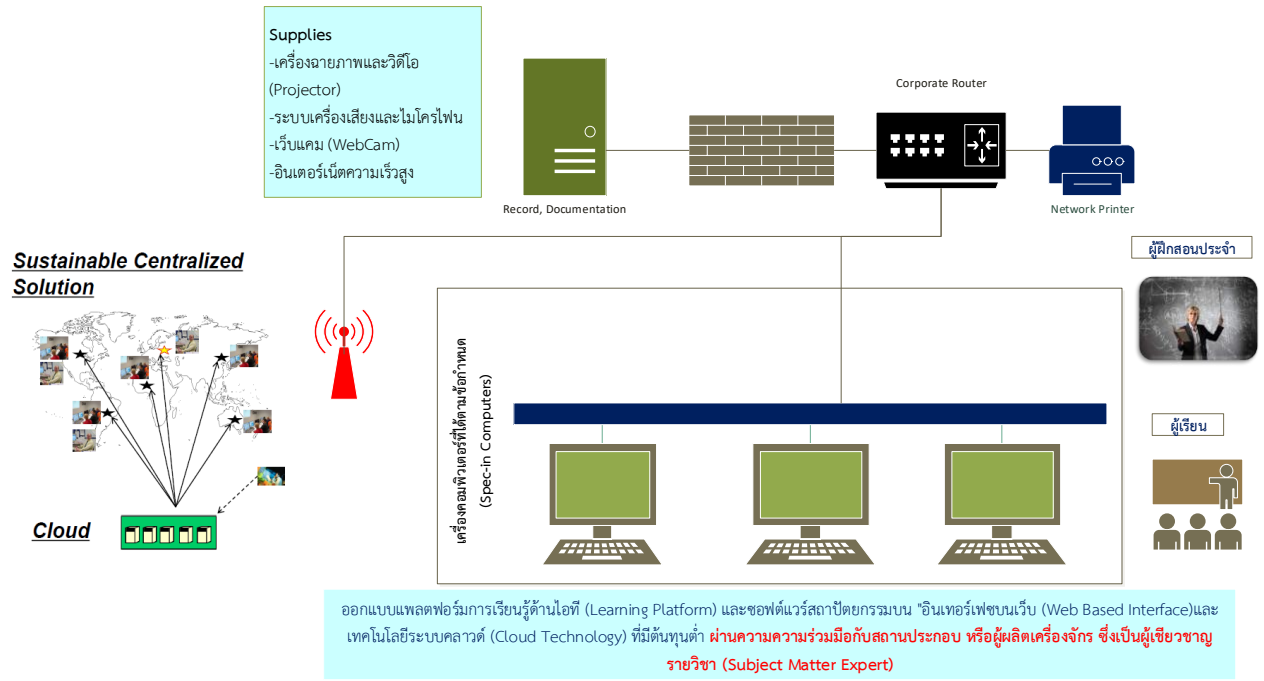 Supplies
-เครื่องฉายภาพและวิดีโอ
(Projector)
-ระบบเครื่องเสียงและไมโครไฟน
-เว็บแคม (WebCam)
-อินเตอร์เน็ตความเร็วสูง
Corporate Router
Record, Documentation
Network Printer
Sustainable Centralized
Solution
Cloud
เครื่องคอมพิวเตอร์ที่ได้ตามข้อกำหนด
(Spec-in Computers)
ผู้ฝึกสอนประจำ
ผู้เรียน
ออกแบบแพลตฟอร์มการเรียนรู้ด้านไอที (Learning Platform) และซอฟต์แวร์สถาปัตยกรรมบน "อินเทอร์เฟซบนเว็บ (Web Based Interface)และ
เทคโนโลยีระบบคลาวด์ (Cloud Technology) ที่มีต้นทุนต่ำ ผ่านความความร่วมมือกับสถานประกอบ หรือผู้ผลิตเครื่องจักร ซึ่งเป็นผู้เชียวชาญ
รายวิชา (Subject Matter Expert)